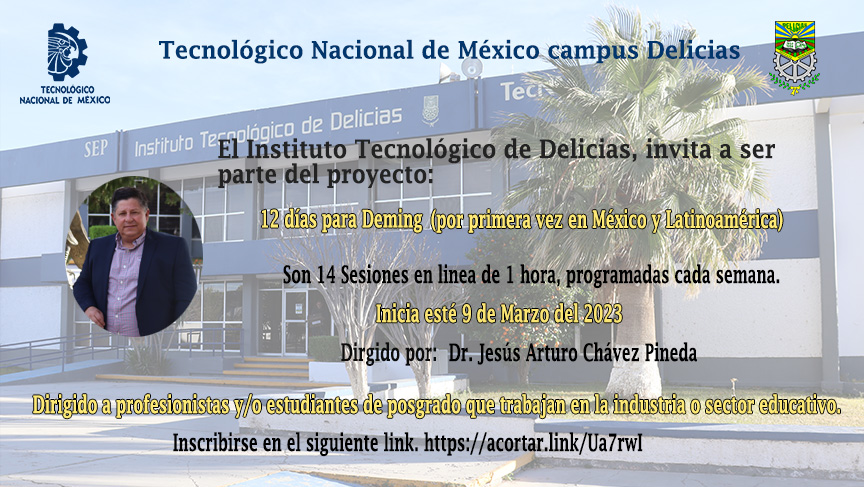 Tecnológico Nacional de México campus Delicias
TECNOLÓGICO
NACIONAL DE MÉXICO
DELICIAS
SEP Instituto Tecnológico de Delicias
Tec
El Instituto Tecnológico de Delicias, invita a ser
parte del proyecto:
12 días para Deming (por primera vez en México y Latinoamérica)
Son 14 Sesiones en linea de 1 hora, programadas cada semana.
Inicia esté 9 de Marzo del 2023
Dirgido por: Dr. Jesús Arturo Chávez Pineda
Dirigido a profesionistas y/o estudiantes de posgrado que trabajan en la industria o sector educativo.
Inscribirse en el siguiente link. https://acortar.link/Ua7rwI